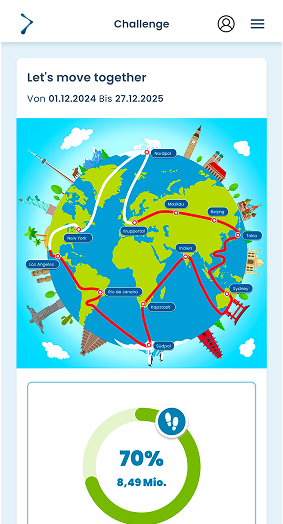 Challenge
Let's move together
Von 01.12.2024 Bis 27.12.2025
Nordpol
Moskau
Beijing
New York
Wuppertal
Tokio
Indien
Los Angeles
Rio de Janeiro
Sydney
Kapstadt
Südpol
70%
8,49 Mio.